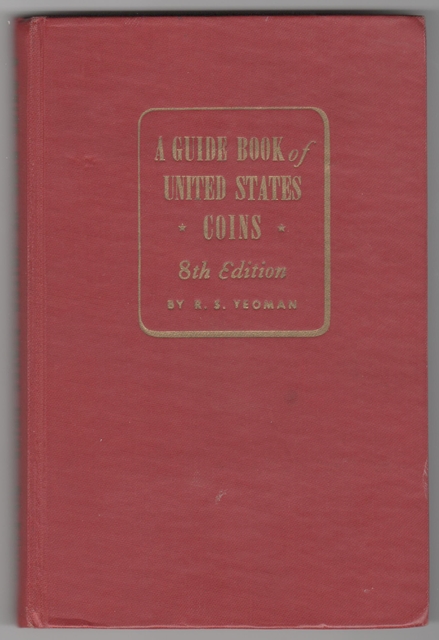 A GUIDE BOOK of
UNITED STATES
★ COINS ★
8th Edition
BY R. S. YEOMAN